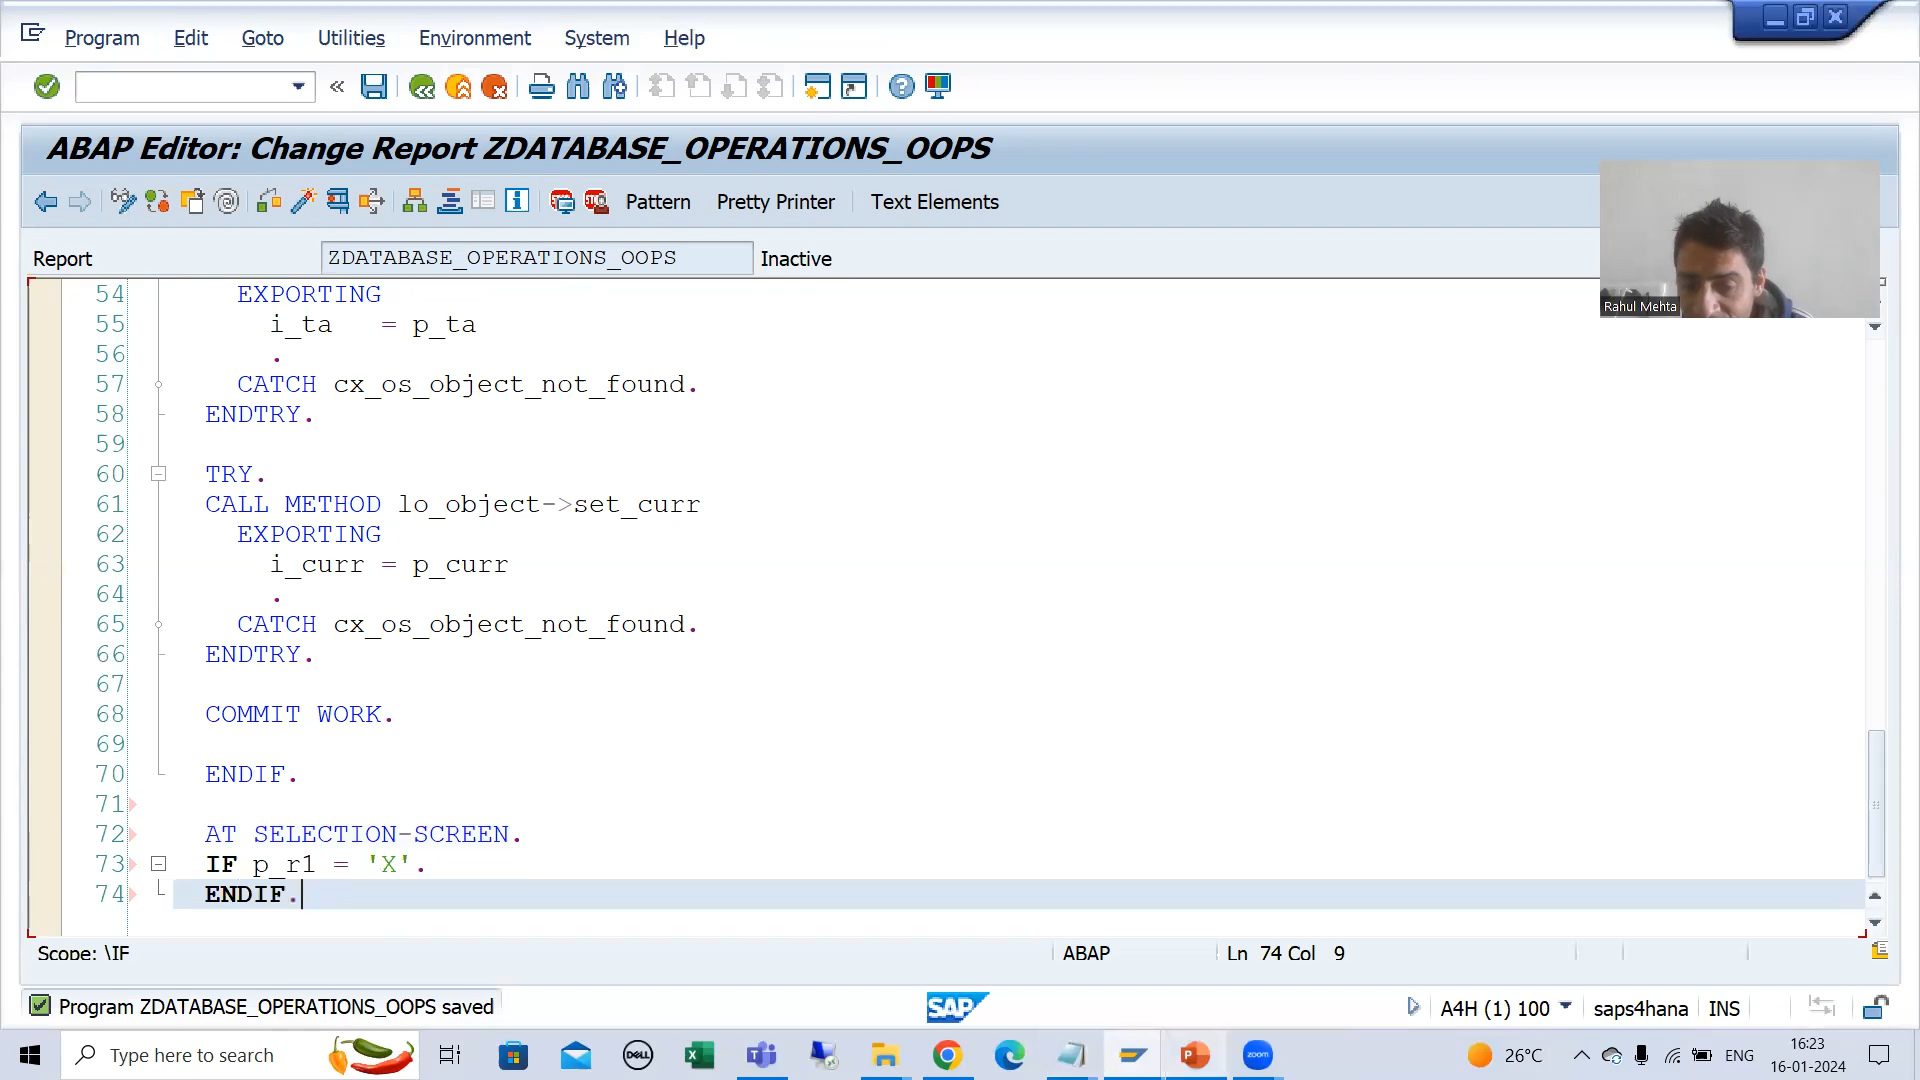 Program Edit Goto Utilities Environment System Help
ABAP Editor: Change Report ZDATABASE_OPERATIONS_OOPS
Pattern Pretty Printer Text Elements
Report ZDATABASE_OPERATIONS_OOPS Inactive
Rahul Mehta
54 EXPORTING
55 i_ta = p_ta
56 .
57 CATCH cx_os_object_not_found.
58 ENDTRY.
59
60 TRY.
61 CALL METHOD lo_object->set_curr
62 EXPORTING
63 i_curr = p_curr
64 .
65 CATCH cx_os_object_not_found.
66 ENDTRY.
67
68 COMMIT WORK.
69
70 ENDIF.
71
72 AT SELECTION-SCREEN.
73 IF p_r1 = 'X'.
74 ENDIF.
Scope: \IF ABAP Ln 74 Col 9
Program ZDATABASE_OPERATIONS_OOPS saved SAP A4H (1) 100 saps4hana INS
Type here to search DELL zoom 26°C ENG 16:23
16-01-2024